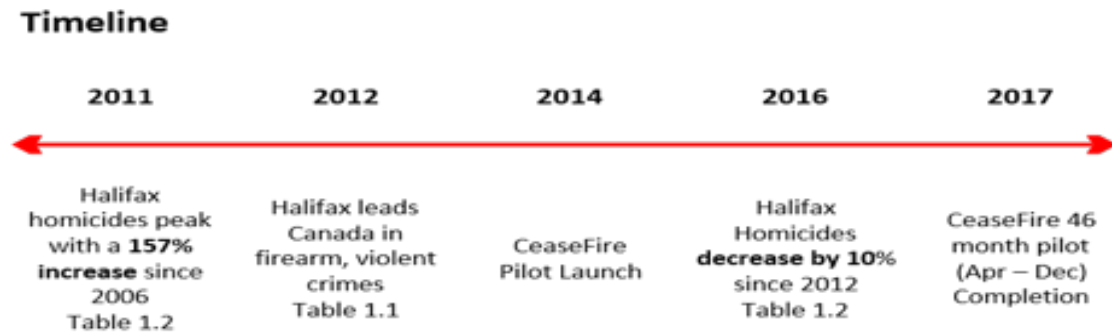 Timeline
2011 2012 2014 2016 2017
Halifax
homicides peak
with a 157%
increase since
2006
Table 1.2
Halifax leads
Canada in
firearm, violent
crimes
Table 1.1
CeaseFire
Pilot Launch
Halifax
Homicides
decrease by 10%
since 2012
Table 1.2
CeaseFire 46
month pilot
(Apr – Dec)
Completion